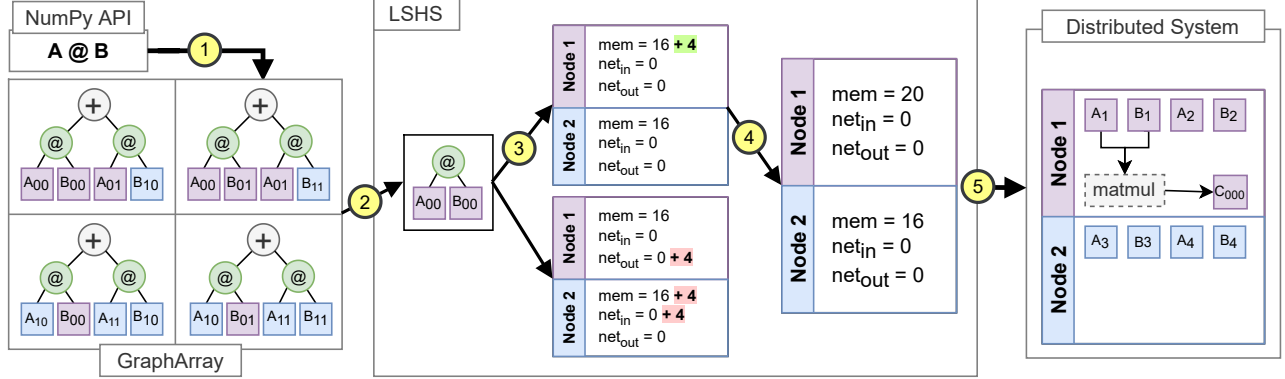 NumPy API
A @ B
1
+
@
@
A00 B00 A01 B10
+
@
@
A00 B01 A01 B11
+
@
@
A10 B00 A11 B10
+
@
@
A10 B01 A11 B11
GraphArray
2
LSHS
@
A00 B00
3
Node 1
mem = 16 + 4
netin = 0
netout = 0
Node 2
mem = 16
netin = 0
netout = 0
Node 1
mem = 16
netin = 0
netout = 0 + 4
Node 2
mem = 16 + 4
netin = 0 + 4
netout = 0
4
Node 1
mem = 20
netin = 0
netout = 0
Node 2
mem = 16
netin = 0
netout = 0
5
Distributed System
Node 1
A1 B1 A2 B2
matmul
C000
Node 2
A3 B3 A4 B4